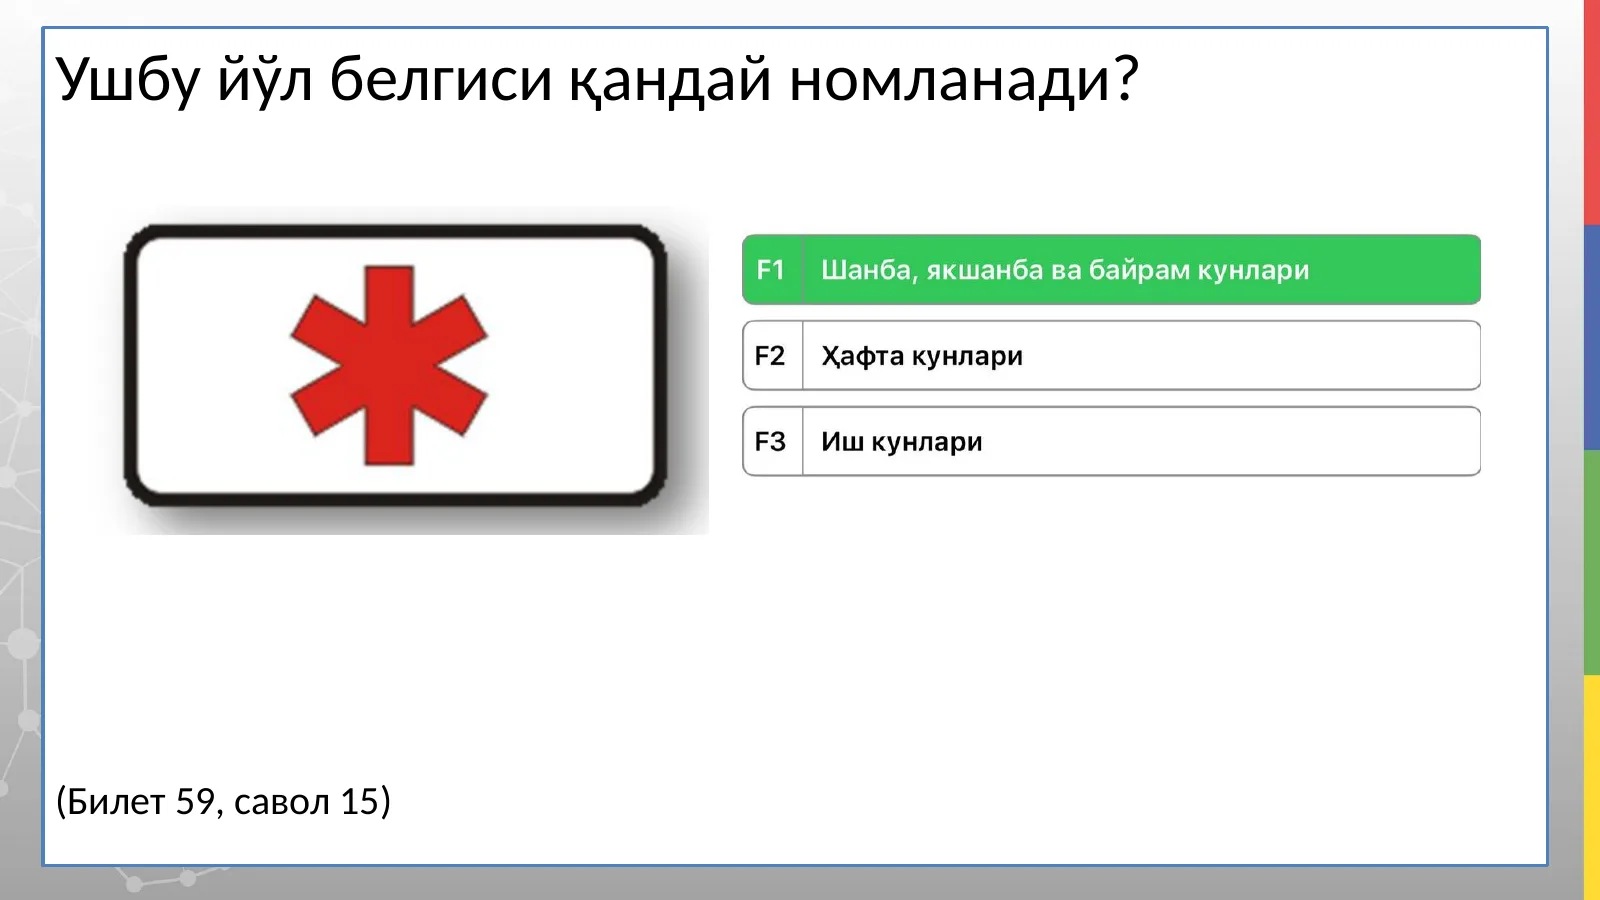 Ушбу йўл белгиси қандай номланади?
F1 Шанба, якшанба ва байрам кунлари
F2 Ҳафта кунлари
F3 Иш кунлари
(Билет 59, савол 15)